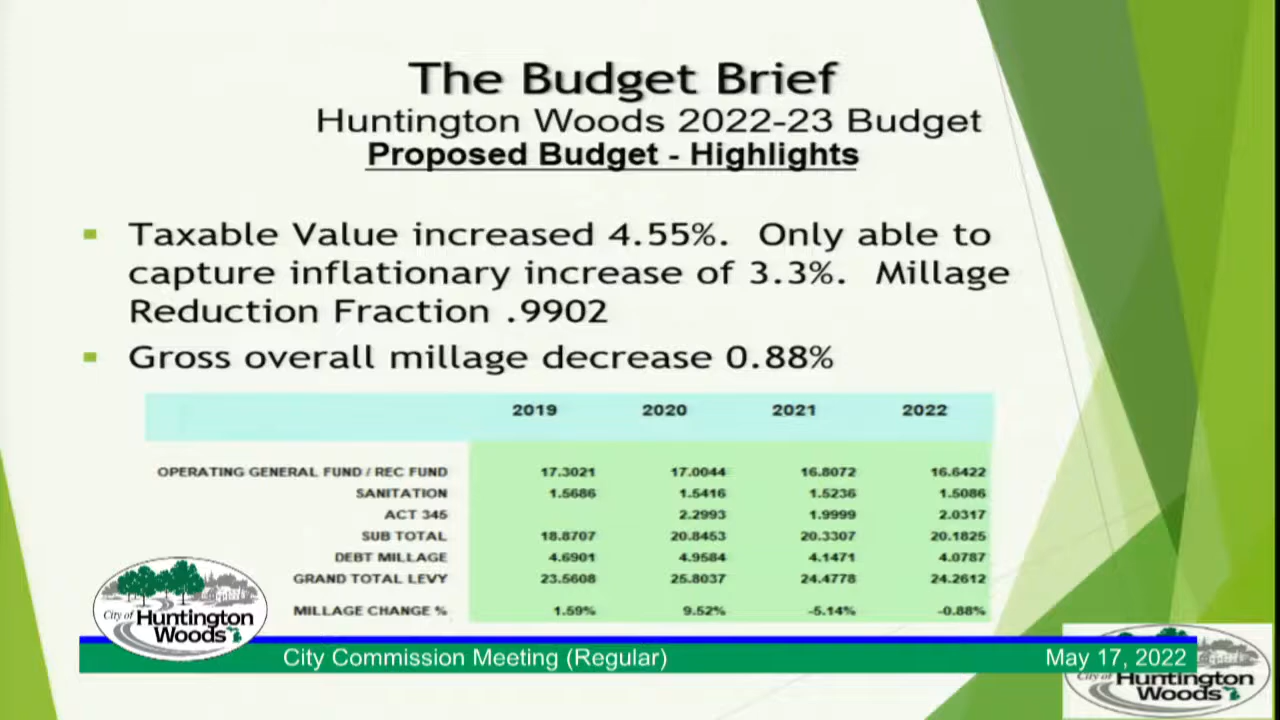 The Budget Brief
Huntington Woods 2022-23 Budget
Proposed Budget - Highlights
Taxable Value increased 4.55%. Only able to
capture inflationary increase of 3.3%. Millage
Reduction Fraction .9902
Gross overall millage decrease 0.88%
2019 2020 2021 2022
OPERATING GENERAL FUND / REC FUND 17.3021 17.0044 16.8072 16.6422
SANITATION 1.5686 1.5416 1.5236 1.5086
ACT 345 2.2993 1.9999 2.0317
SUB TOTAL 18.8707 20.8453 20.3307 20.1825
DEBT MILLAGE 4.6901 4.9584 4.1471 4.0787
GRAND TOTAL LEVY 23.5608 25.8037 24.4778 24.2612
MILLAGE CHANGE % 1.59% 9.52% -5.14% -0.88%
City of Huntington
Woods
City Commission Meeting (Regular) May 17, 2022
City of Huntington
Woods